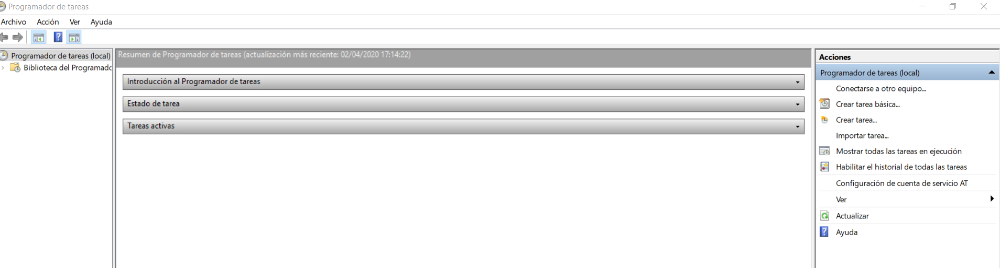 Programador de tareas
Archivo Acción Ver Ayuda
Programador de tareas (local)
Biblioteca del Programadc
Resumen de Programador de tareas (actualización más reciente: 02/04/2020 17:14:22)
Introducción al Programador de tareas
Estado de tarea
Tareas activas
Acciones
Programador de tareas (local)
Conectarse a otro equipo...
Crear tarea básica...
Crear tarea...
Importar tarea...
Mostrar todas las tareas en ejecución
Habilitar el historial de todas las tareas
Configuración de cuenta de servicio AT
Ver
Actualizar
Ayuda